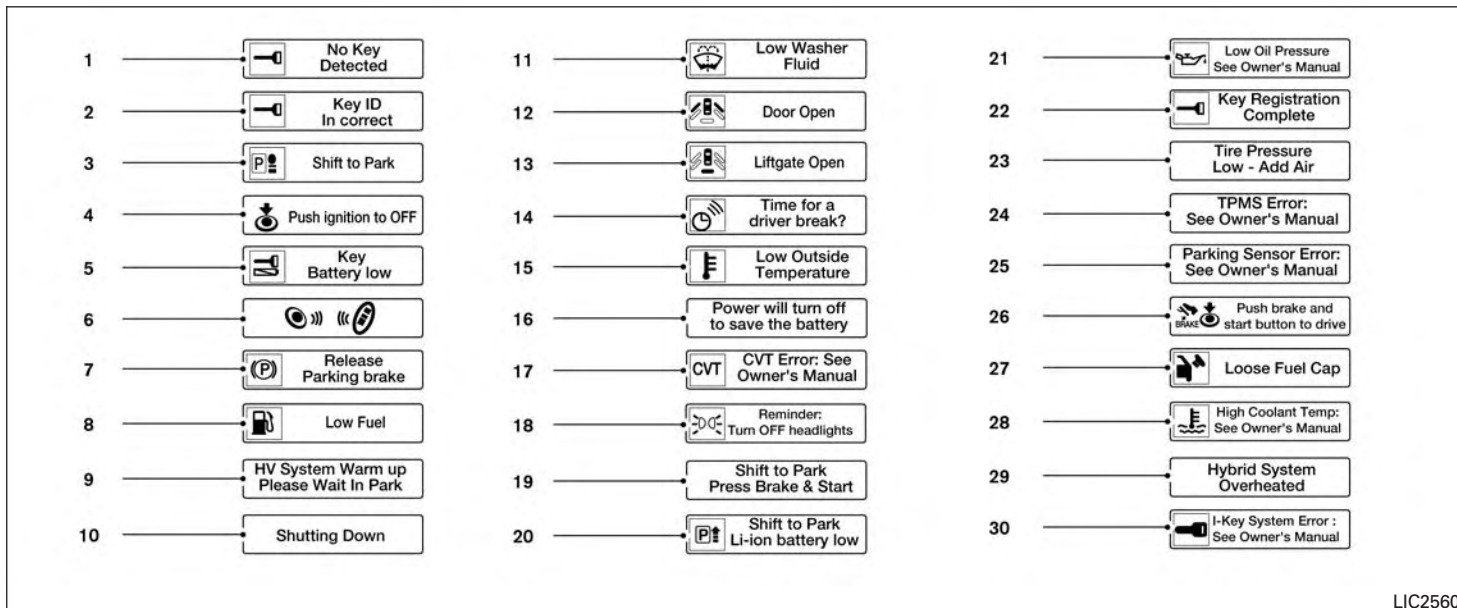 1
No Key
Detected
2
Key ID
In correct
3
P
Shift to Park
4
Push ignition to OFF
5
Key
Battery low
6
7
(P)
Release
Parking brake
8
Low Fuel
9
HV System Warm up
Please Wait In Park
10
Shutting Down
11
Low Washer
Fluid
12
Door Open
13
Liftgate Open
14
Time for a
driver break?
15
Low Outside
Temperature
16
Power will turn off
to save the battery
17
CVT
CVT Error: See
Owner's Manual
18
Reminder:
Turn OFF headlights
19
Shift to Park
Press Brake & Start
20
P
Shift to Park
Li-ion battery low
21
Low Oil Pressure
See Owner's Manual
22
Key Registration
Complete
23
Tire Pressure
Low - Add Air
24
TPMS Error:
See Owner's Manual
25
Parking Sensor Error:
See Owner's Manual
26
BRAKE
Push brake and
start button to drive
27
Loose Fuel Cap
28
High Coolant Temp:
See Owner's Manual
29
Hybrid System
Overheated
30
I-Key System Error :
See Owner's Manual
LIC2560